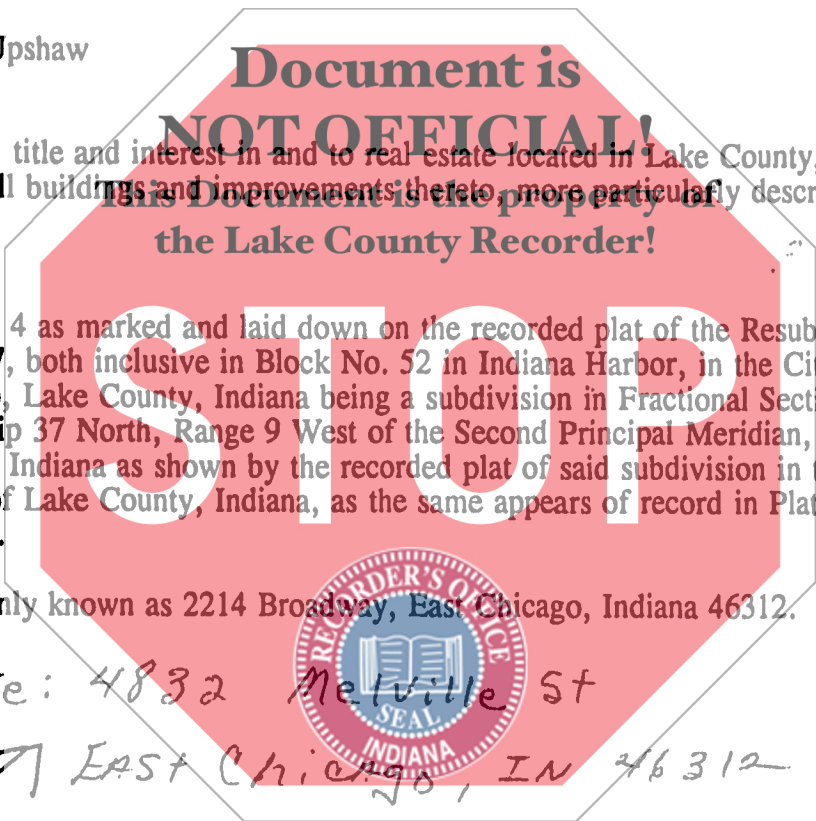 Upshaw
Document is
NOT OFFICIAL!
title and interest in and to real estate located in Lake County,
l buildings and improvements thereto, more particularly descr
This Document is the property of
the Lake County Recorder!
4 as marked and laid down on the recorded plat of the Resub
7, both inclusive in Block No. 52 in Indiana Harbor, in the Cit
, Lake County, Indiana being a subdivision in Fractional Secti
ip 37 North, Range 9 West of the Second Principal Meridian,
Indiana as shown by the recorded plat of said subdivision in t
of Lake County, Indiana, as the same appears of record in Plat
STOP
nly known as 2214 Broadway, East Chicago, Indiana 46312.
RECORDER'S OFFICE
SEAL
INDIANA
e: 4832 Melville St
East Chicago, IN 46312